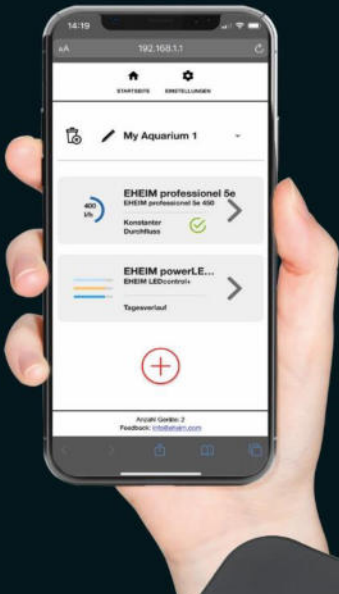 14:19
AA
192.168.1.1
STARTSEITE
EINSTELLUNGEN
My Aquarium 1
EHEIM professionel 5e
EHEIM professionel 5e 450
400
l/h
Konstanter
Durchfluss
EHEIM powerLE...
EHEIM LEDcontrol+
Tagesverlauf
Anzahl Geräte: 2
Feedback: info@eheim.com